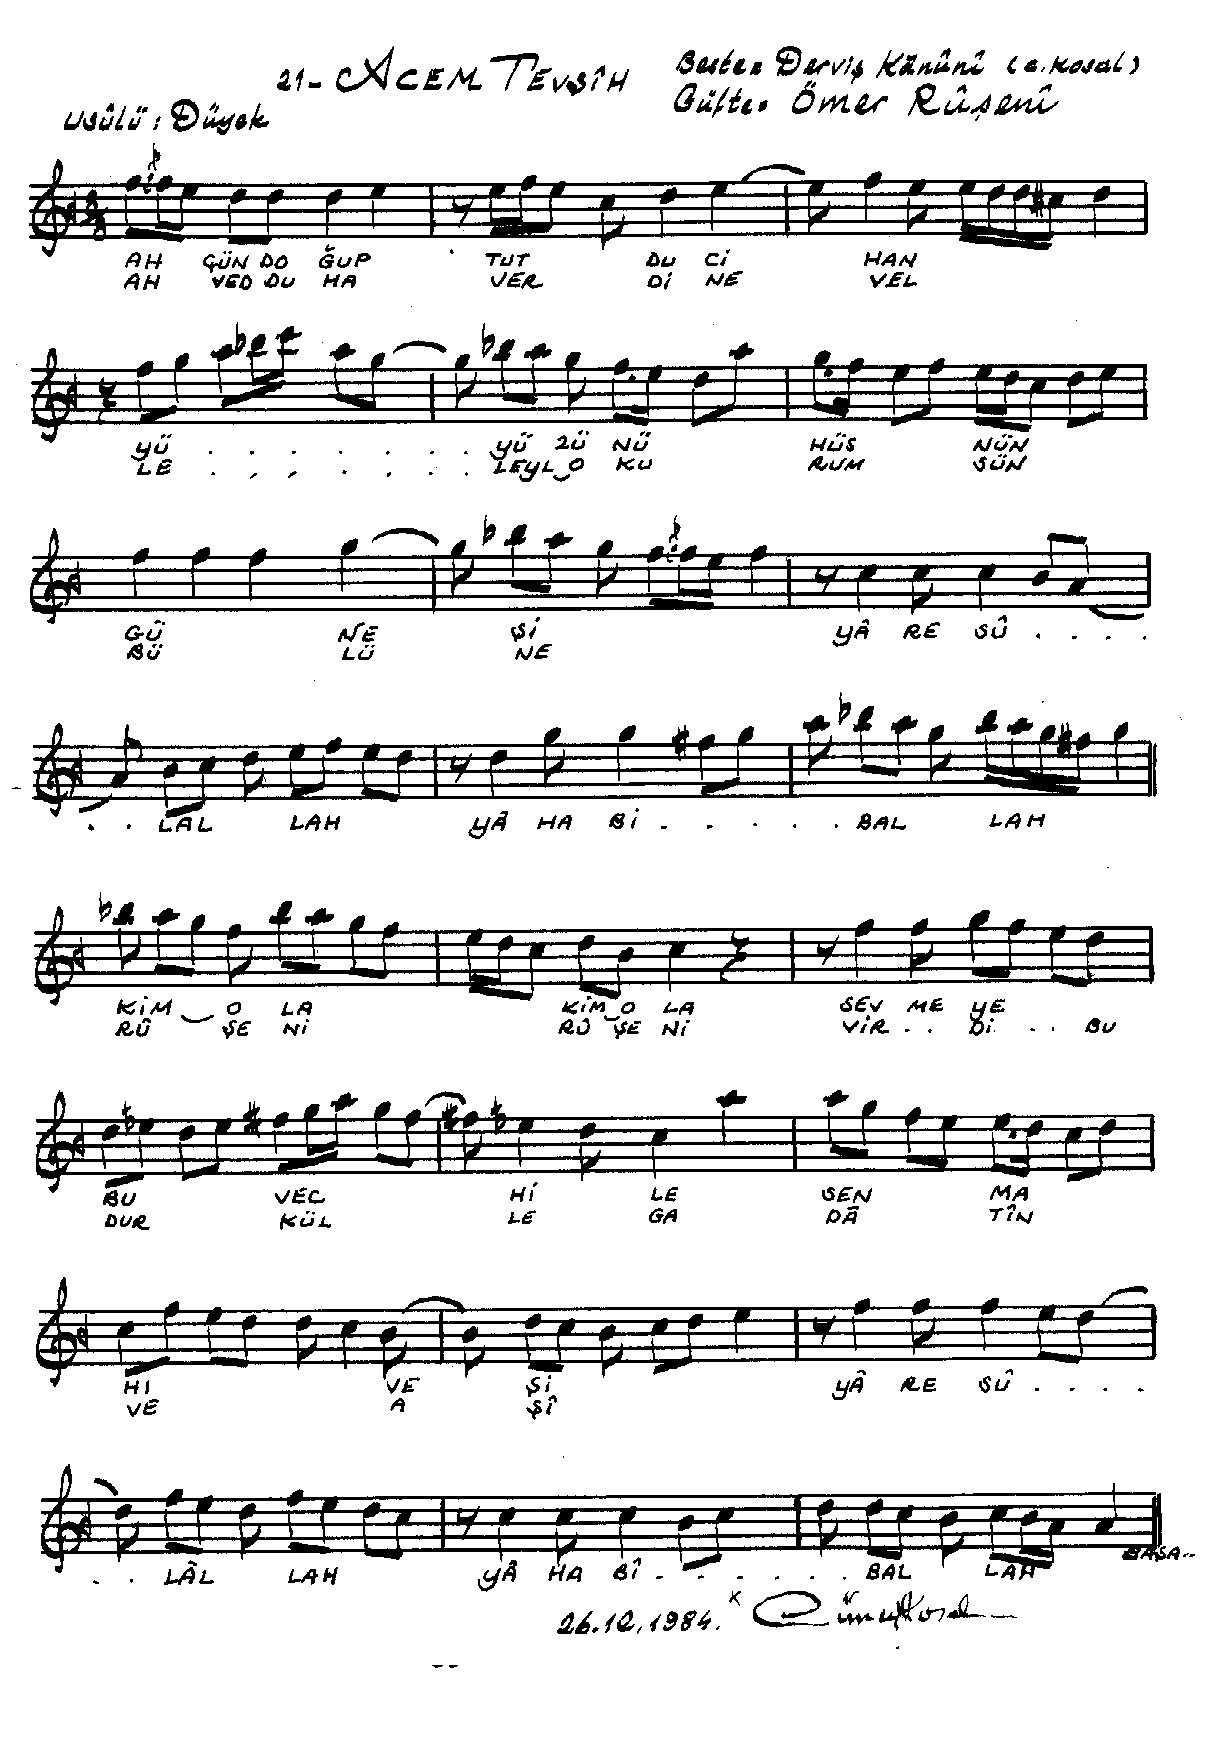 21- ACEM TEVŞÎH
Beste: Derviş Kânûnî (C. Kosal)
Güfte: Ömer Rûşenî
Usûlü: Düyek
8
8
AH GÜN DO ĞUP TUT DU Cİ HAN
AH VED DU HA VER Dİ NE VEL
YÜ . . . . . . . YÜ ZÜ NÜ HÜS NÜN
LE . . . . . . . LEYL O KU RUM SÜN
GÜ NE Şİ YÂ RE SÛ . . . .
BÜ LÜ NE
. . LAL LAH YÂ HA Bİ . . . . . BAL LAH
KİM O LA KİM O LA SEV ME YE
RÛ ŞE Nİ RÛ ŞE Nİ VİR . . Dİ . . BU
BU VEC Hİ LE SEN MA
DUR KÜL LE GA DÂ TÎN
HI VE Şİ YÂ RE SÛ . . . .
VE A ŞÎ
. . LÂL LAH YÂ HA BÎ . . . . . BAL LAH
BAŞA..
26.12.1984.